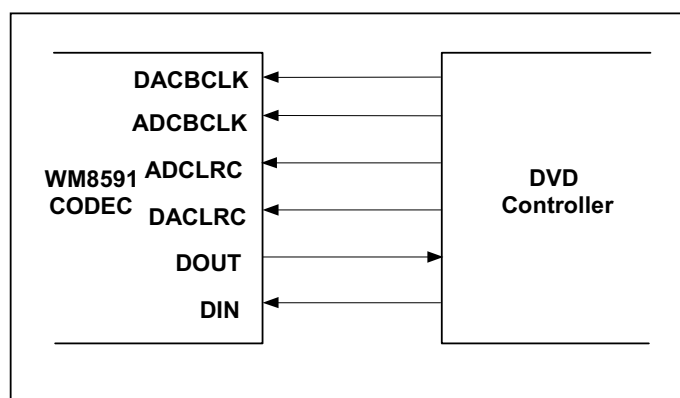 DACBCLK
ADCBCLK
ADCLRC
WM8591
CODEC
DACLRC
DOUT
DIN
DVD
Controller